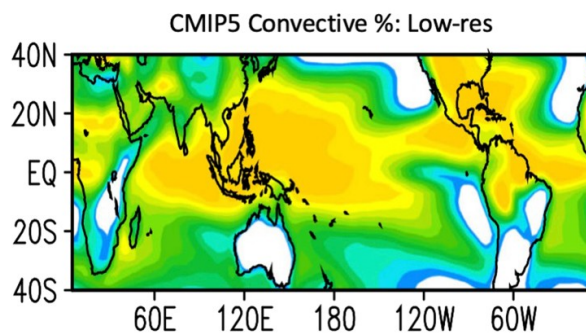 CMIP5 Convective %: Low-res
40N
20N
EQ
20S
40S
60E 120E 180 120W 60W